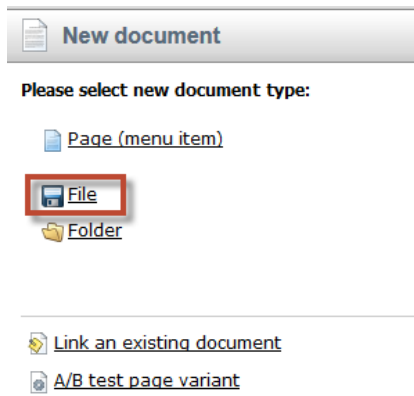 New document
Please select new document type:
Page (menu item)
File
Folder
Link an existing document
A/B test page variant